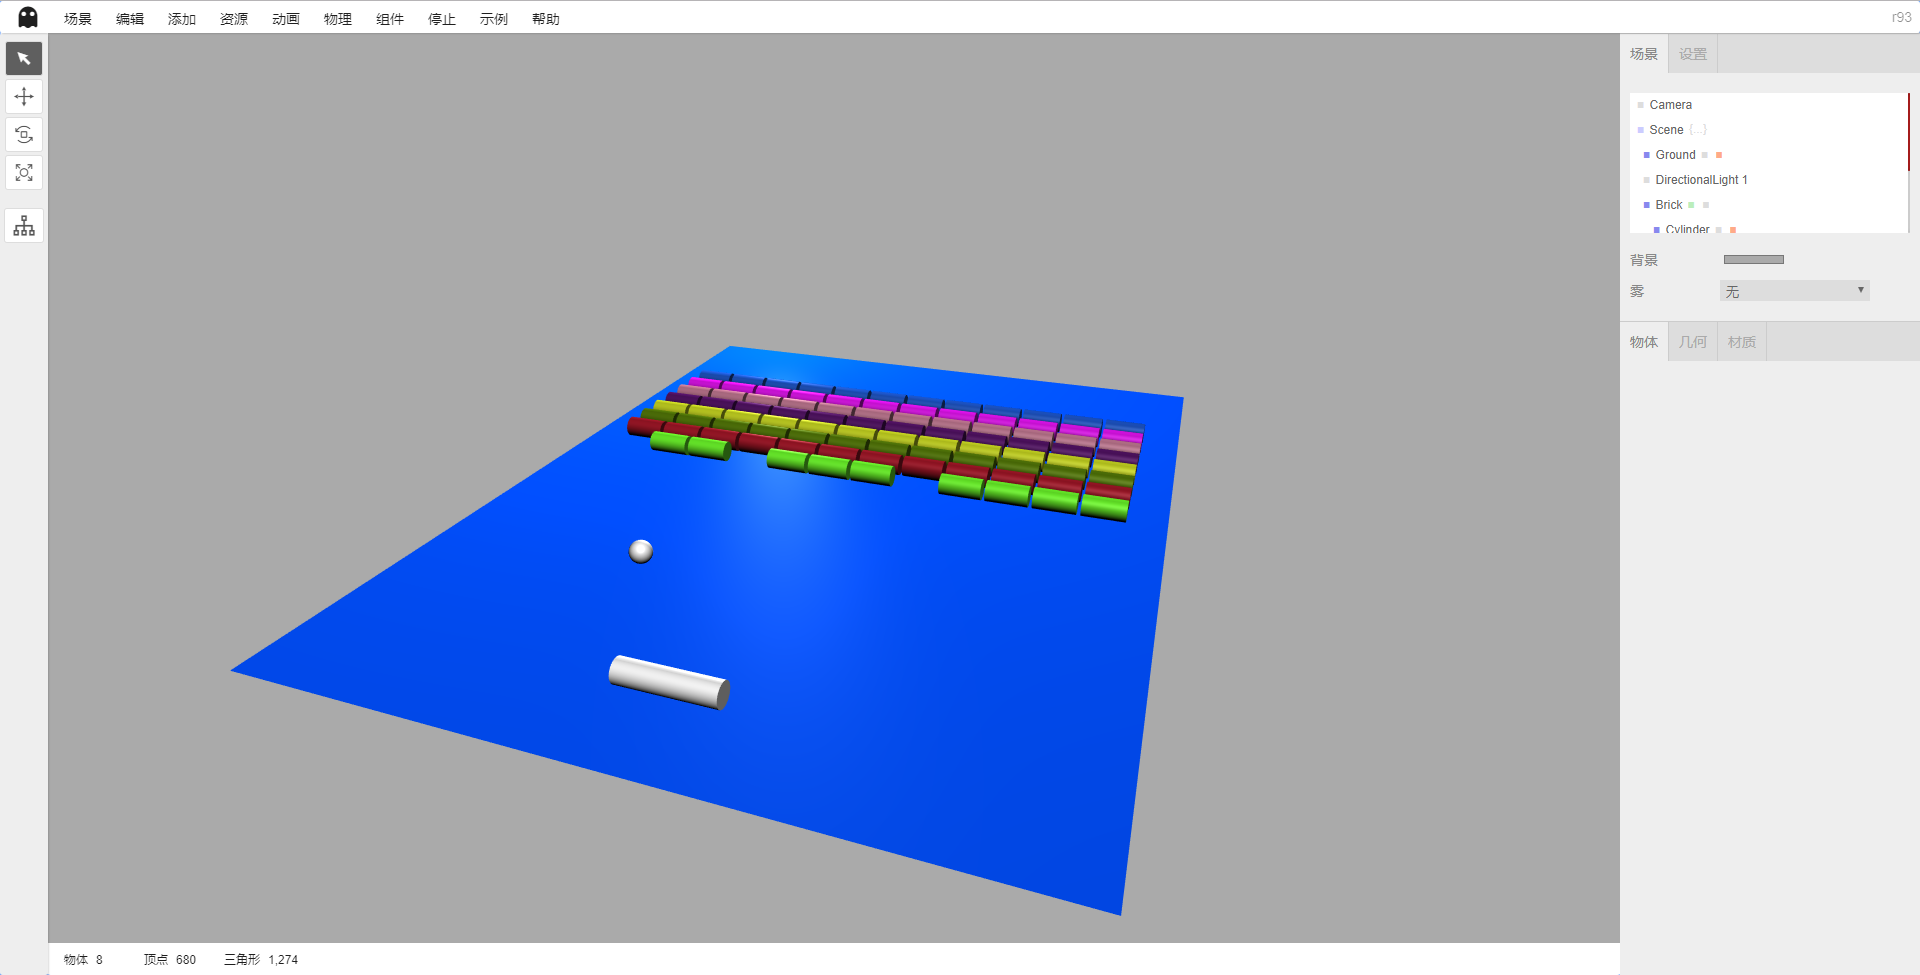 场景 编辑 添加 资源 动画 物理 组件 停止 示例 帮助 r93
场景 设置
Camera
Scene {...}
Ground
DirectionalLight 1
Brick
Cylinder
背景
雾 无
物体 几何 材质
物体 8 顶点 680 三角形 1,274